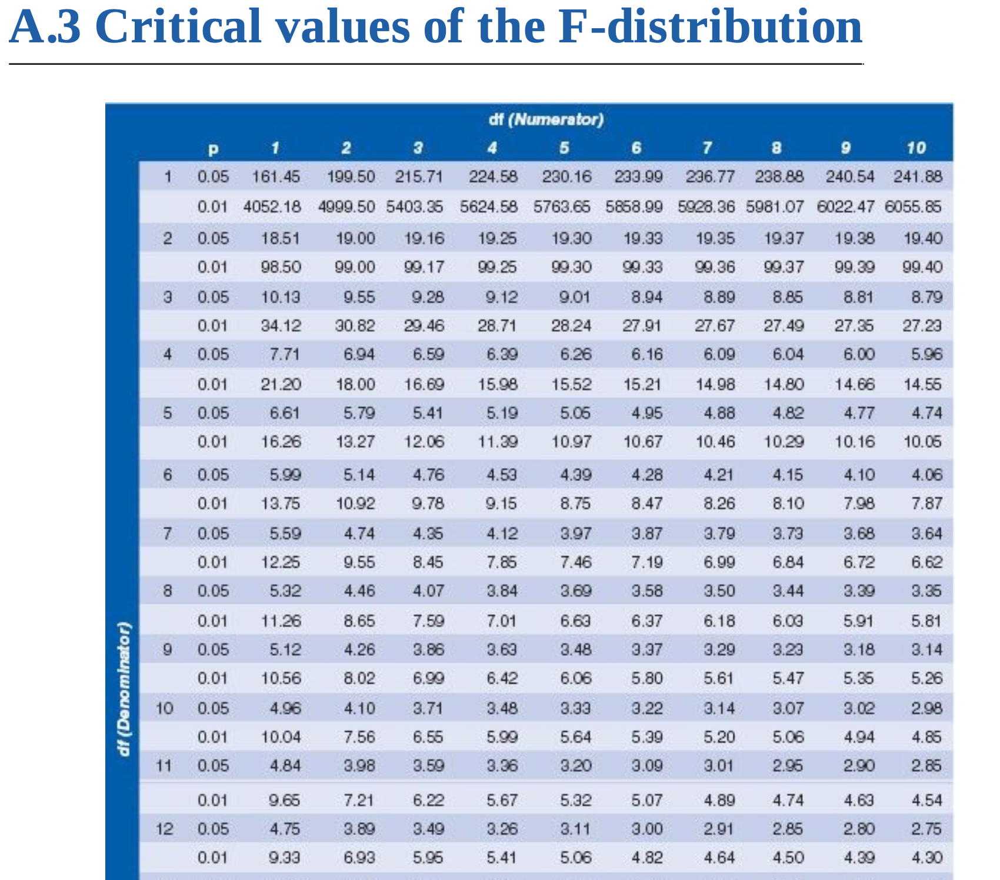 A.3 Critical values of the F-distribution
df (Numerator)
p 1 2 3 4 5 6 7 8 9 10
1 0.05 161.45 199.50 215.71 224.58 230.16 233.99 236.77 238.88 240.54 241.88
0.01 4052.18 4999.50 5403.35 5624.58 5763.65 5858.99 5928.36 5981.07 6022.47 6055.85
2 0.05 18.51 19.00 19.16 19.25 19.30 19.33 19.35 19.37 19.38 19.40
0.01 98.50 99.00 99.17 99.25 99.30 99.33 99.36 99.37 99.39 99.40
3 0.05 10.13 9.55 9.28 9.12 9.01 8.94 8.89 8.85 8.81 8.79
0.01 34.12 30.82 29.46 28.71 28.24 27.91 27.67 27.49 27.35 27.23
4 0.05 7.71 6.94 6.59 6.39 6.26 6.16 6.09 6.04 6.00 5.96
0.01 21.20 18.00 16.69 15.98 15.52 15.21 14.98 14.80 14.66 14.55
5 0.05 6.61 5.79 5.41 5.19 5.05 4.95 4.88 4.82 4.77 4.74
0.01 16.26 13.27 12.06 11.39 10.97 10.67 10.46 10.29 10.16 10.05
6 0.05 5.99 5.14 4.76 4.53 4.39 4.28 4.21 4.15 4.10 4.06
0.01 13.75 10.92 9.78 9.15 8.75 8.47 8.26 8.10 7.98 7.87
7 0.05 5.59 4.74 4.35 4.12 3.97 3.87 3.79 3.73 3.68 3.64
0.01 12.25 9.55 8.45 7.85 7.46 7.19 6.99 6.84 6.72 6.62
8 0.05 5.32 4.46 4.07 3.84 3.69 3.58 3.50 3.44 3.39 3.35
0.01 11.26 8.65 7.59 7.01 6.63 6.37 6.18 6.03 5.91 5.81
9 0.05 5.12 4.26 3.86 3.63 3.48 3.37 3.29 3.23 3.18 3.14
0.01 10.56 8.02 6.99 6.42 6.06 5.80 5.61 5.47 5.35 5.26
10 0.05 4.96 4.10 3.71 3.48 3.33 3.22 3.14 3.07 3.02 2.98
0.01 10.04 7.56 6.55 5.99 5.64 5.39 5.20 5.06 4.94 4.85
11 0.05 4.84 3.98 3.59 3.36 3.20 3.09 3.01 2.95 2.90 2.85
0.01 9.65 7.21 6.22 5.67 5.32 5.07 4.89 4.74 4.63 4.54
12 0.05 4.75 3.89 3.49 3.26 3.11 3.00 2.91 2.85 2.80 2.75
0.01 9.33 6.93 5.95 5.41 5.06 4.82 4.64 4.50 4.39 4.30
df (Denominator)